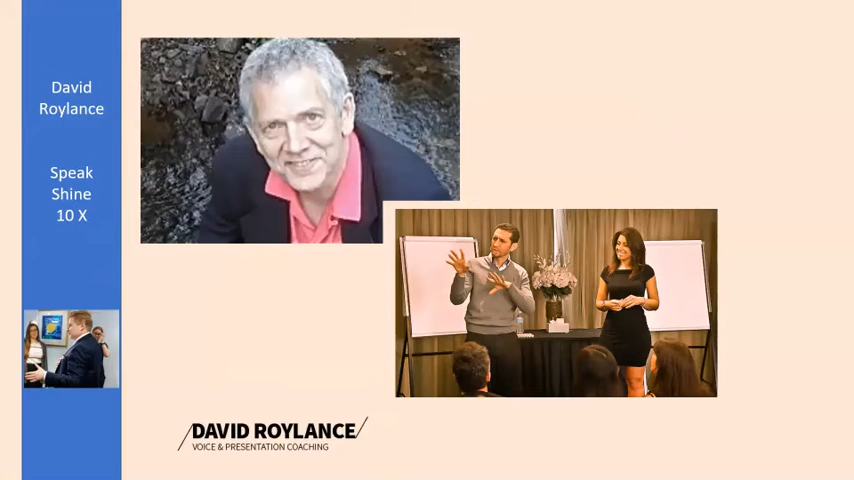 David
Roylance
Speak
Shine
10 X
DAVID ROYLANCE
VOICE & PRESENTATION COACHING